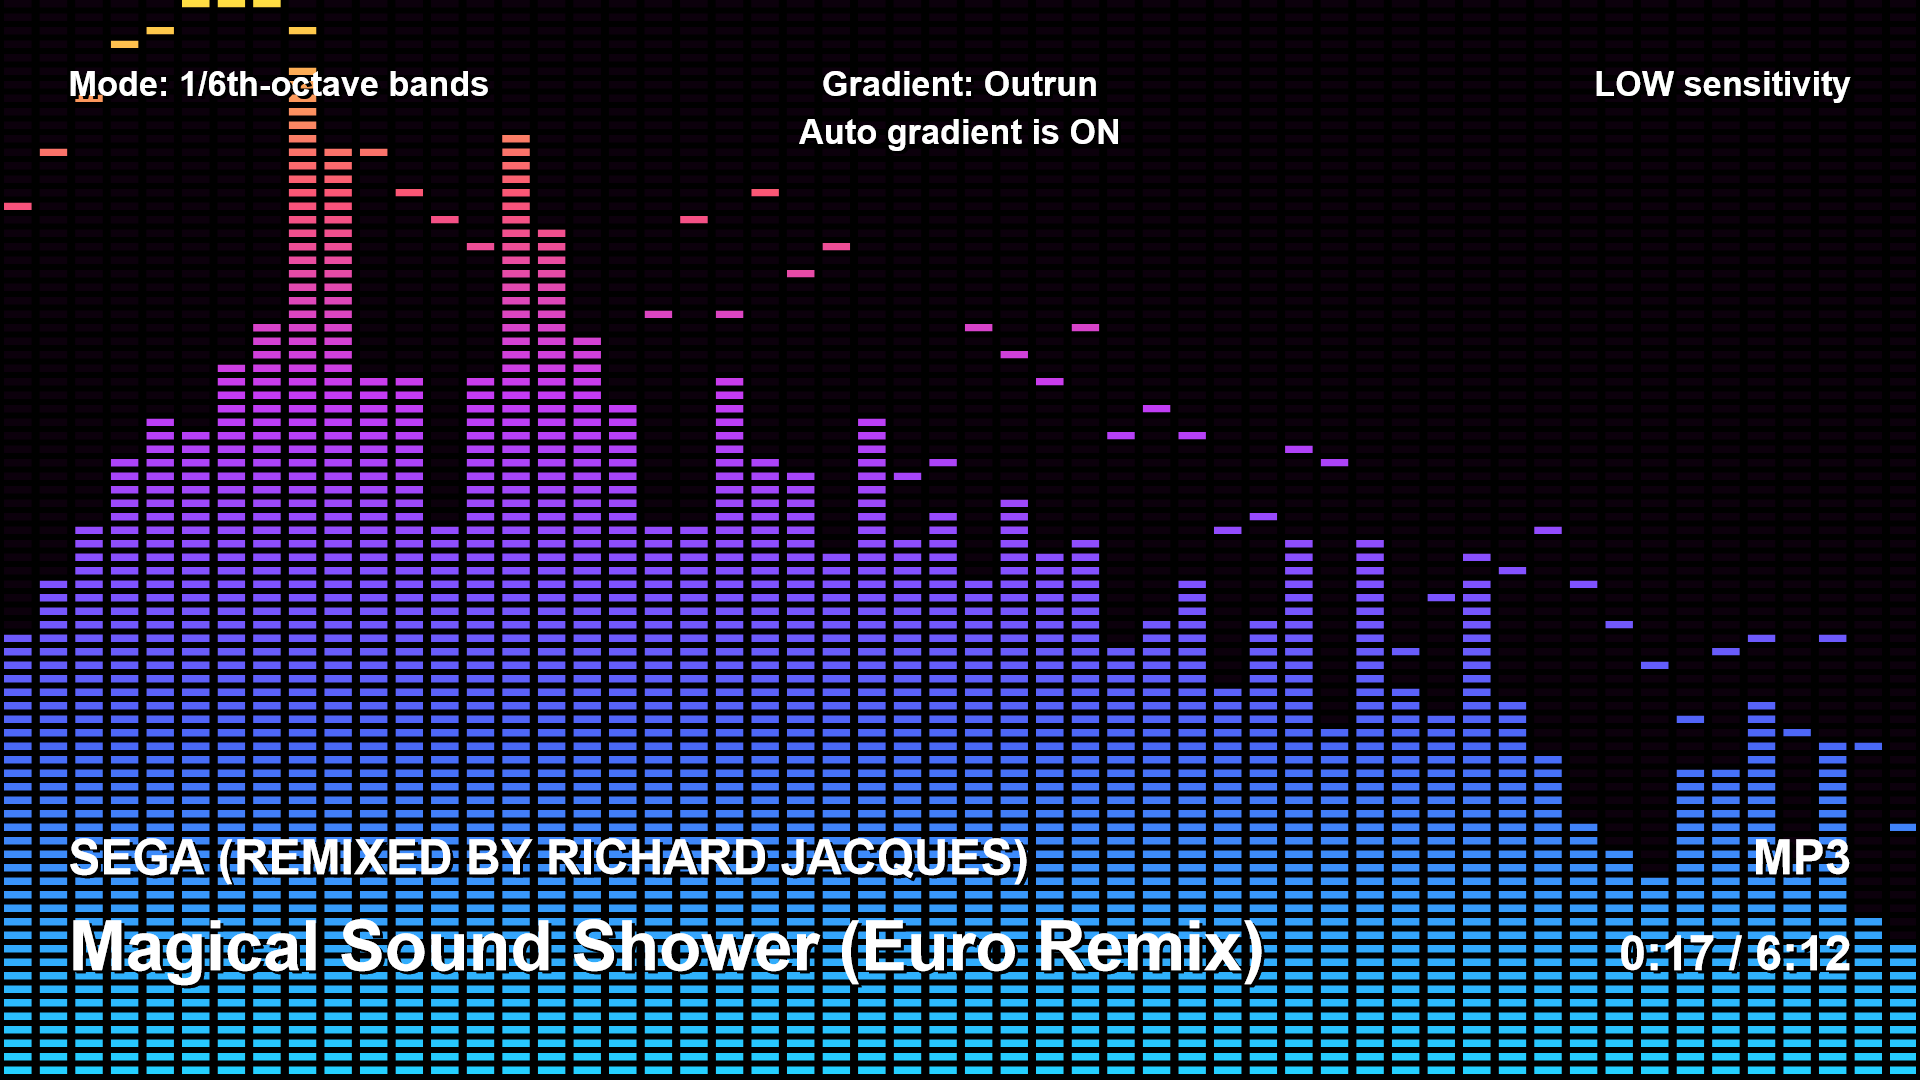 Mode: 1/6th-octave bands
Gradient: Outrun
LOW sensitivity
Auto gradient is ON
SEGA (REMIXED BY RICHARD JACQUES)
MP3
Magical Sound Shower (Euro Remix)
0:17 / 6:12